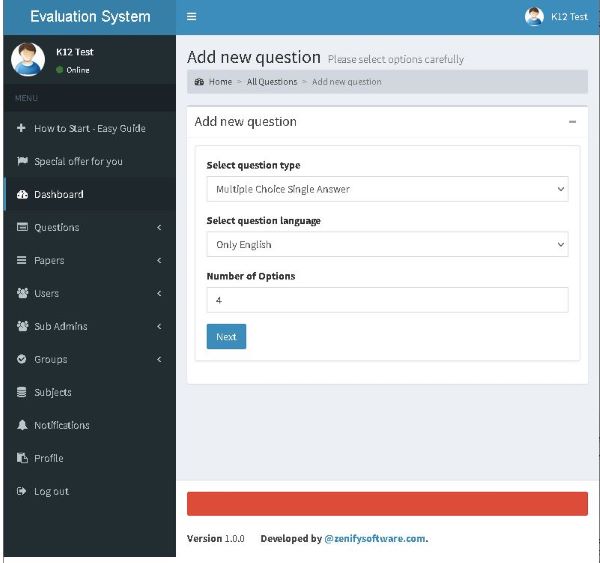 Evaluation System
K12 Test
K12 Test
Online
MENU
How to Start - Easy Guide
Special offer for you
Dashboard
Questions
Papers
Users
Sub Admins
Groups
Subjects
Notifications
Profile
Log out
Add new question Please select options carefully
Home > All Questions > Add new question
Add new question
Select question type
Multiple Choice Single Answer
Select question language
Only English
Number of Options
4
Next
Version 1.0.0 Developed by @zenifysoftware.com.